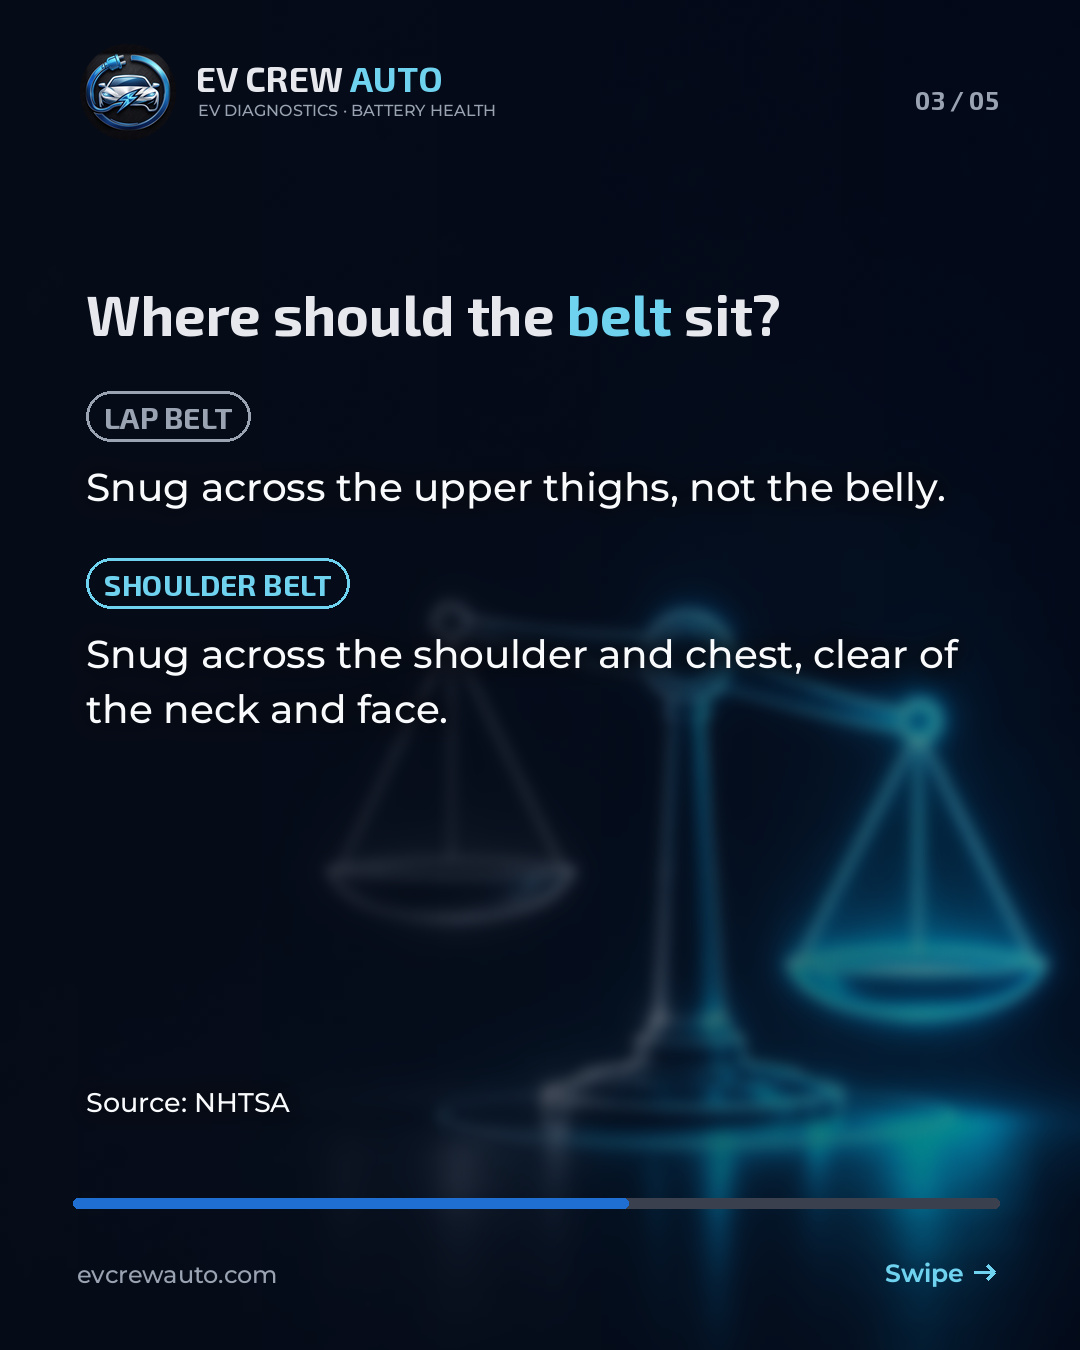 EV CREW AUTO
EV DIAGNOSTICS · BATTERY HEALTH
03 / 05
Where should the belt sit?
LAP BELT
Snug across the upper thighs, not the belly.
SHOULDER BELT
Snug across the shoulder and chest, clear of
the neck and face.
Source: NHTSA
evcrewauto.com
Swipe →